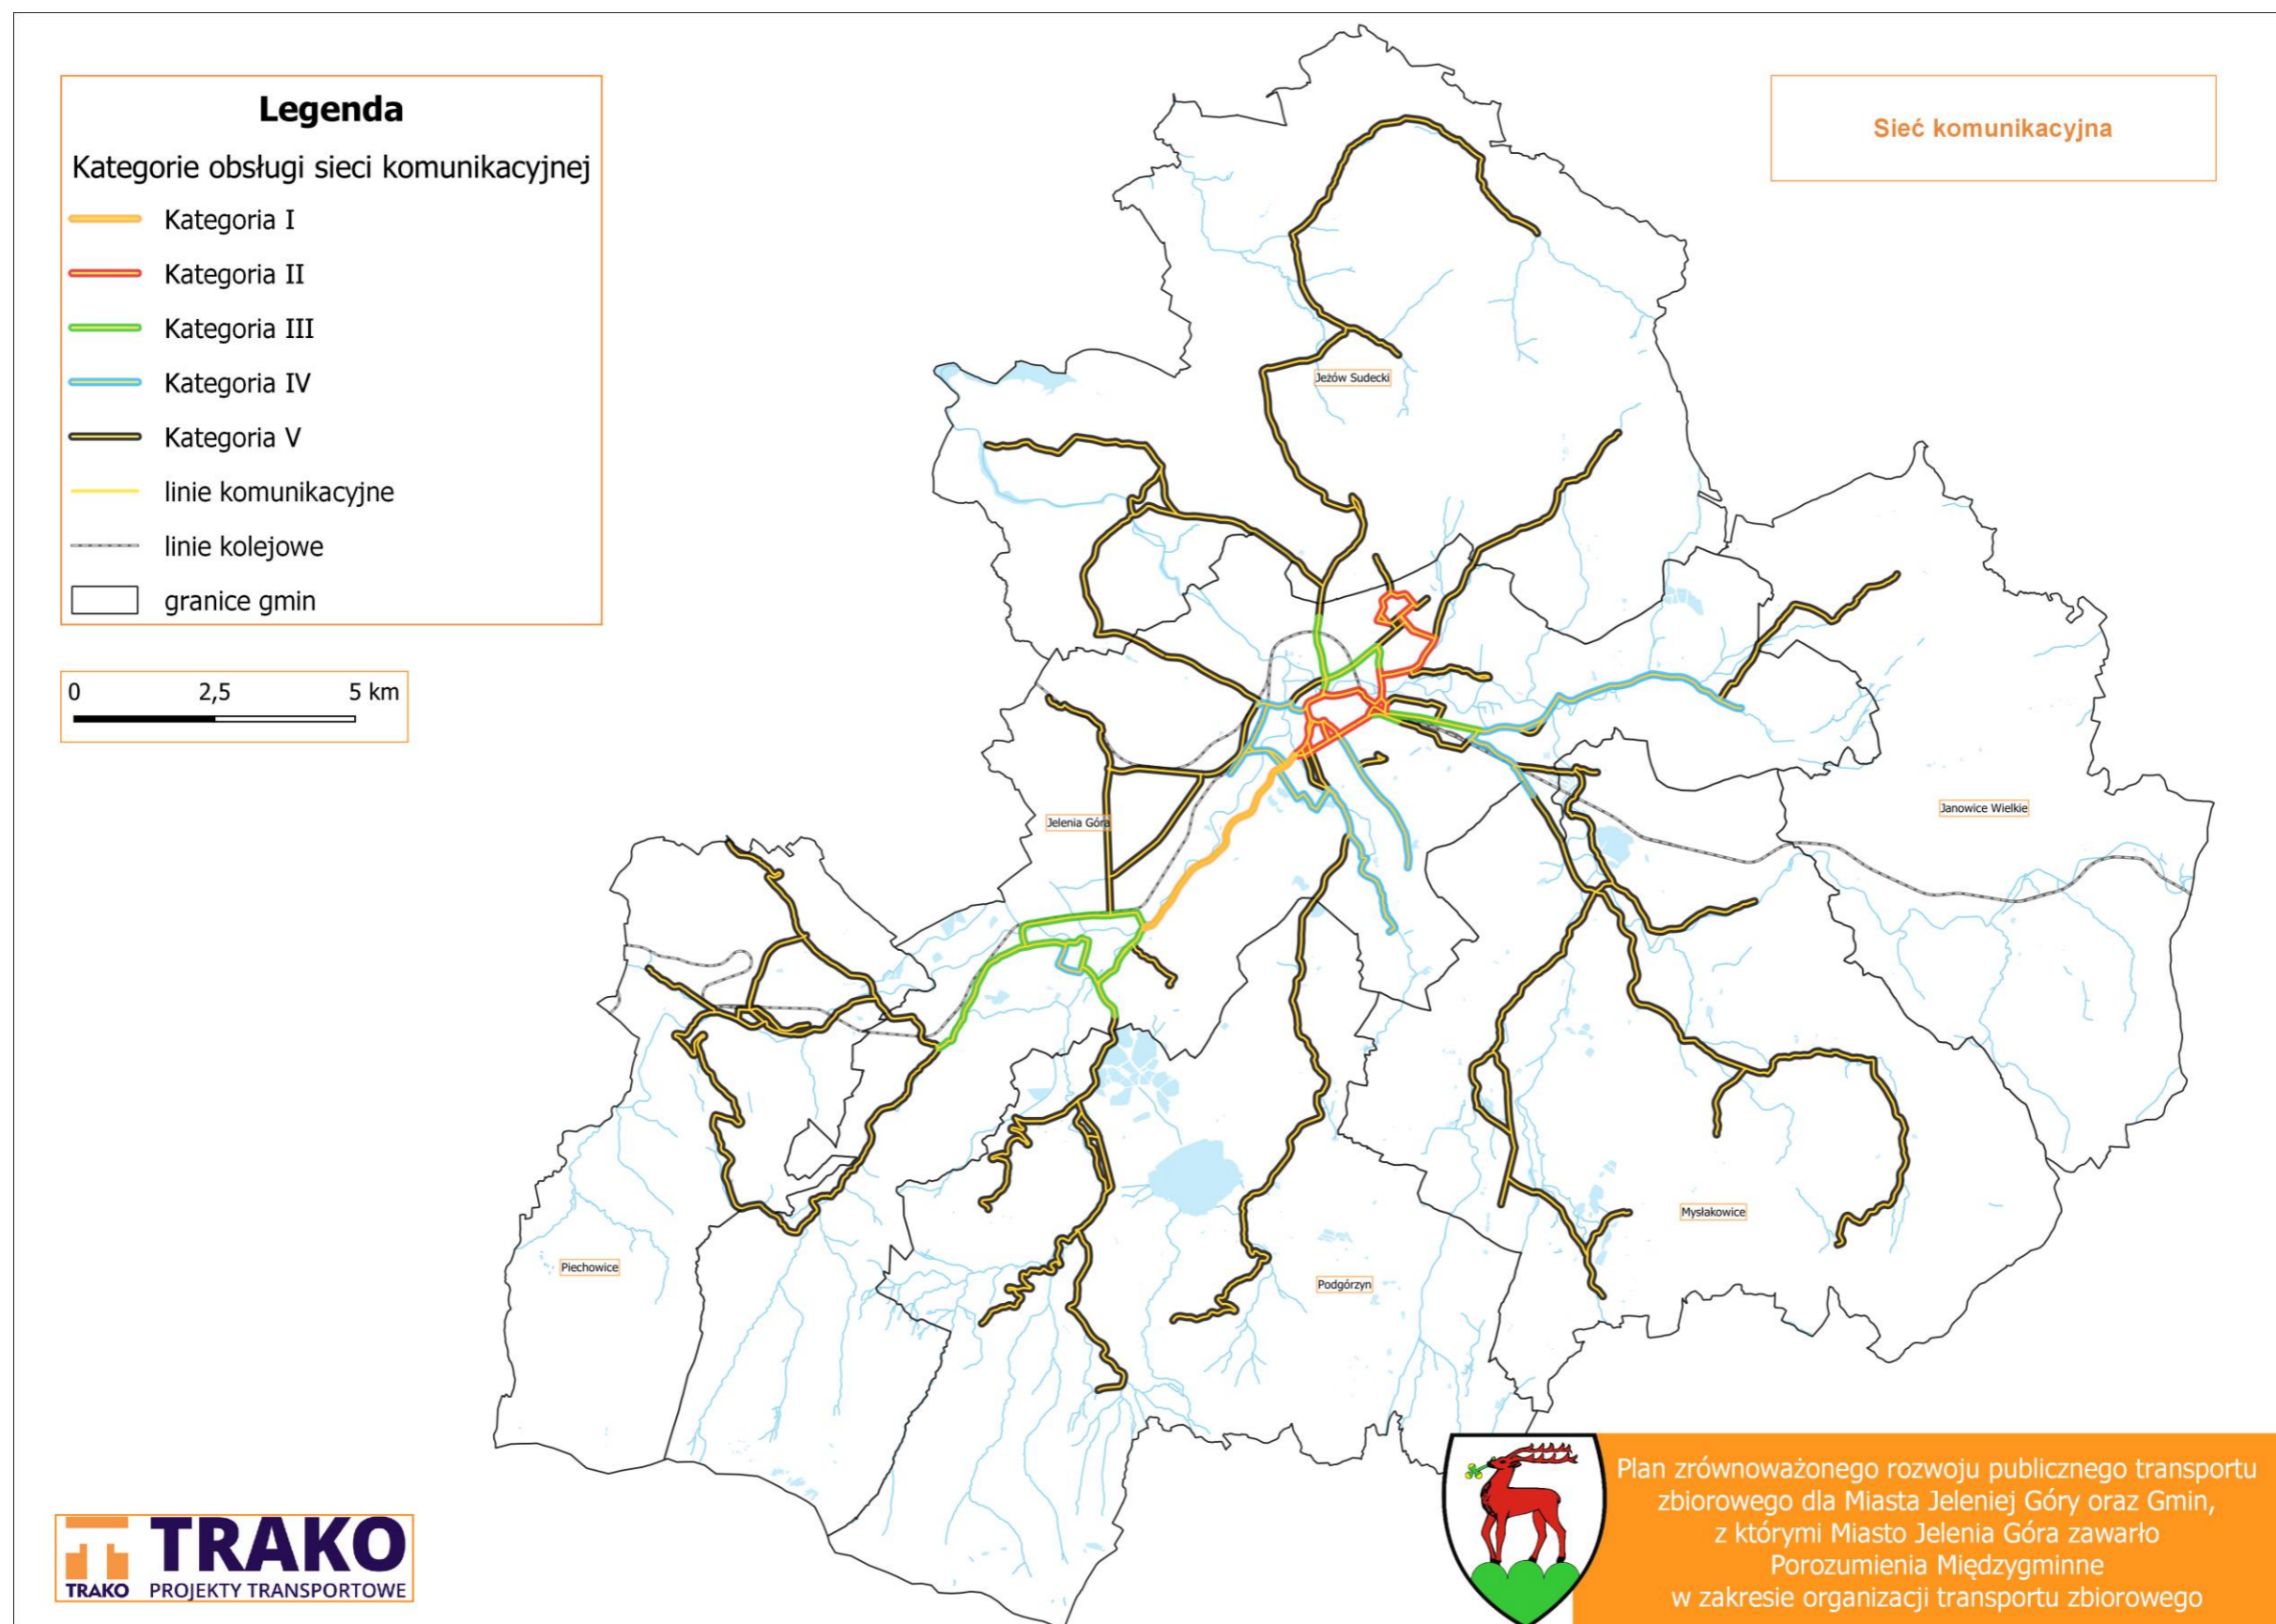 Legenda
Kategorie obsługi sieci komunikacyjnej
Kategoria I
Kategoria II
Kategoria III
Kategoria IV
Kategoria V
linie komunikacyjne
linie kolejowe
granice gmin
0 2,5 5 km
Sieć komunikacyjna
Jeżów Sudecki
Janowice Wielkie
Jelenia Góra
Mysłakowice
Piechowice
Podgórzyn
TRAKO
TRAKO
PROJEKTY TRANSPORTOWE
Plan zrównoważonego rozwoju publicznego transportu
zbiorowego dla Miasta Jeleniej Góry oraz Gmin,
z którymi Miasto Jelenia Góra zawarło
Porozumienia Międzygminne
w zakresie organizacji transportu zbiorowego